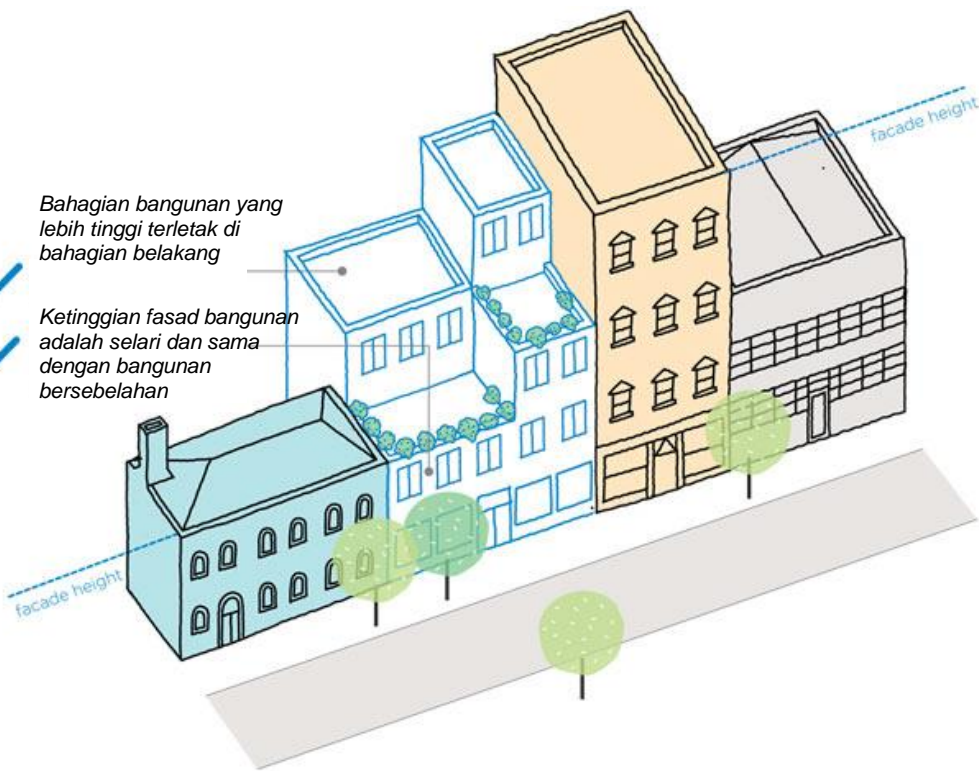 facade height
Bahagian bangunan yang
lebih tinggi terletak di
bahagian belakang
Ketinggian fasad bangunan
adalah selari dan sama
dengan bangunan
bersebelahan
facade height